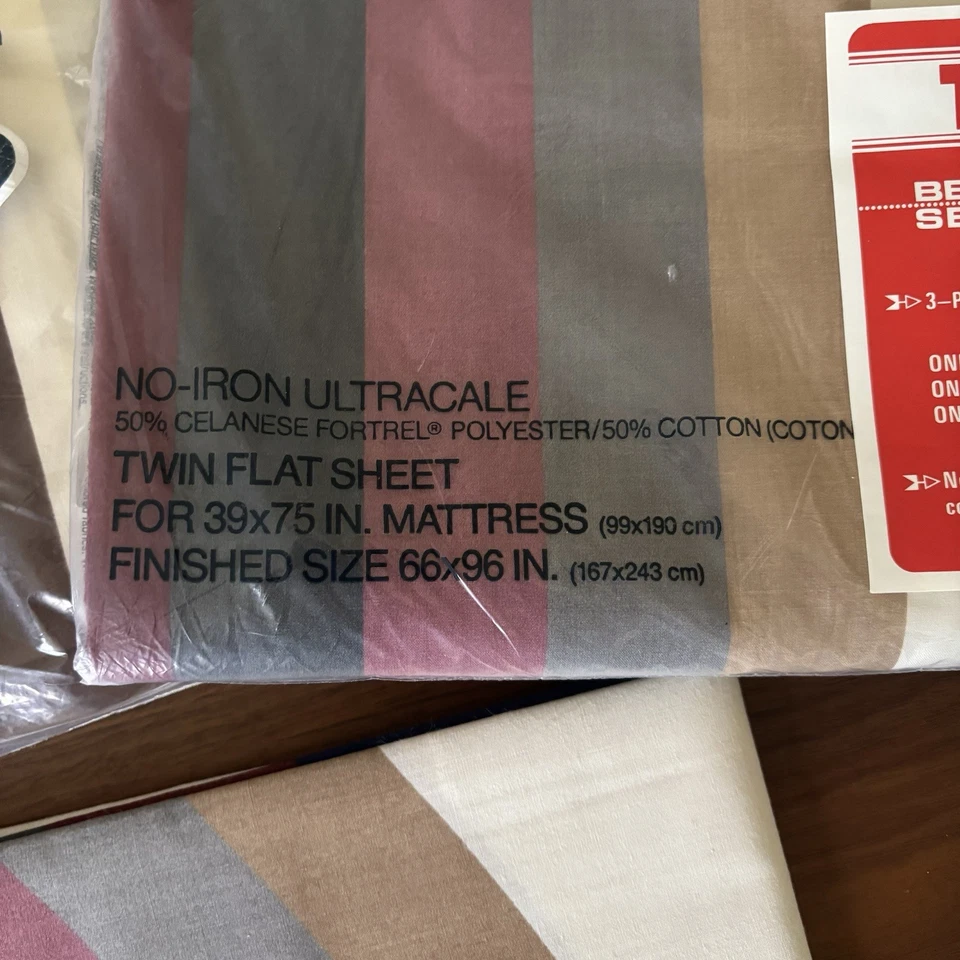 NO-IRON ULTRACALE
50% CELANESE FORTREL® POLYESTER/50% COTTON (COTON
TWIN FLAT SHEET
FOR 39x75 IN. MATTRESS (99x190 cm)
FINISHED SIZE 66x96 IN. (167x243 cm)
T
BE
SE
3-P
ON
ON
ON
N
co